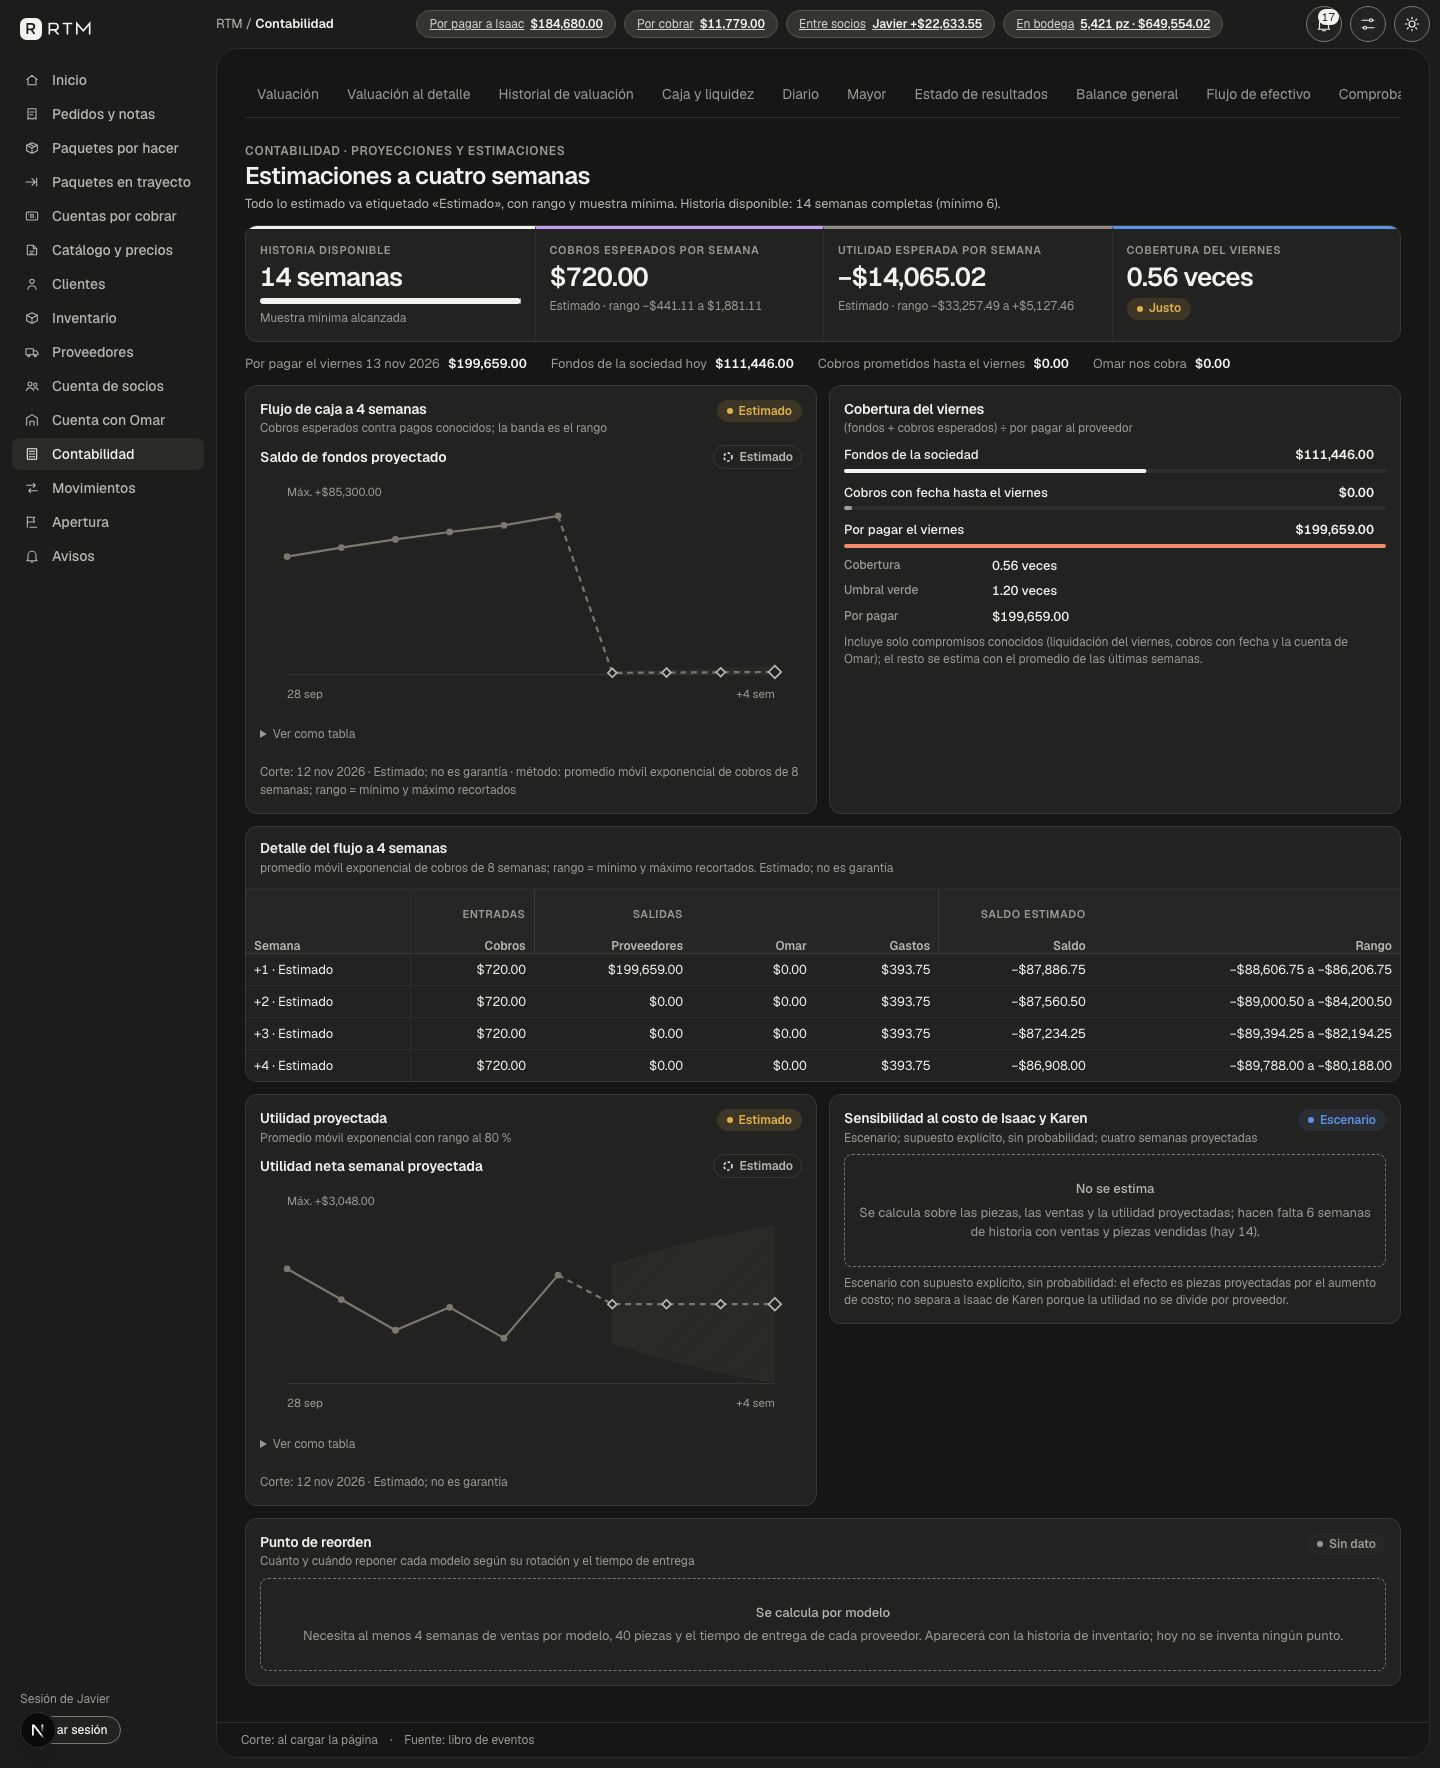 R RTM
RTM / Contabilidad
Por pagar a Isaac $184,680.00
Por cobrar $11,779.00
Entre socios Javier +$22,633.55
En bodega 5,421 pz · $649,554.02
17
Inicio
Pedidos y notas
Paquetes por hacer
Paquetes en trayecto
Cuentas por cobrar
Catálogo y precios
Clientes
Inventario
Proveedores
Cuenta de socios
Cuenta con Omar
Contabilidad
Movimientos
Apertura
Avisos
Sesión de Javier
N ar sesión
Valuación Valuación al detalle Historial de valuación Caja y liquidez Diario Mayor Estado de resultados Balance general Flujo de efectivo Comproba
CONTABILIDAD · PROYECCIONES Y ESTIMACIONES
Estimaciones a cuatro semanas
Todo lo estimado va etiquetado «Estimado», con rango y muestra mínima. Historia disponible: 14 semanas completas (mínimo 6).
HISTORIA DISPONIBLE
14 semanas
Muestra mínima alcanzada
COBROS ESPERADOS POR SEMANA
$720.00
Estimado · rango −$441.11 a $1,881.11
UTILIDAD ESPERADA POR SEMANA
−$14,065.02
Estimado · rango −$33,257.49 a +$5,127.46
COBERTURA DEL VIERNES
0.56 veces
Justo
Por pagar el viernes 13 nov 2026 $199,659.00 Fondos de la sociedad hoy $111,446.00 Cobros prometidos hasta el viernes $0.00 Omar nos cobra $0.00
Flujo de caja a 4 semanas
Estimado
Cobros esperados contra pagos conocidos; la banda es el rango
Saldo de fondos proyectado
Estimado
Máx. +$85,300.00
28 sep
+4 sem
Ver como tabla
Corte: 12 nov 2026 · Estimado; no es garantía · método: promedio móvil exponencial de cobros de 8
semanas; rango = mínimo y máximo recortados
Cobertura del viernes
(fondos + cobros esperados) ÷ por pagar al proveedor
Fondos de la sociedad $111,446.00
Cobros con fecha hasta el viernes $0.00
Por pagar el viernes $199,659.00
Cobertura 0.56 veces
Umbral verde 1.20 veces
Por pagar $199,659.00
Incluye solo compromisos conocidos (liquidación del viernes, cobros con fecha y la cuenta de
Omar); el resto se estima con el promedio de las últimas semanas.
Detalle del flujo a 4 semanas
promedio móvil exponencial de cobros de 8 semanas; rango = mínimo y máximo recortados. Estimado; no es garantía
ENTRADAS SALIDAS SALDO ESTIMADO
Semana Cobros Proveedores Omar Gastos Saldo Rango
+1 · Estimado $720.00 $199,659.00 $0.00 $393.75 −$87,886.75 −$88,606.75 a −$86,206.75
+2 · Estimado $720.00 $0.00 $0.00 $393.75 −$87,560.50 −$89,000.50 a −$84,200.50
+3 · Estimado $720.00 $0.00 $0.00 $393.75 −$87,234.25 −$89,394.25 a −$82,194.25
+4 · Estimado $720.00 $0.00 $0.00 $393.75 −$86,908.00 −$89,788.00 a −$80,188.00
Utilidad proyectada
Estimado
Promedio móvil exponencial con rango al 80 %
Utilidad neta semanal proyectada
Estimado
Máx. +$3,048.00
28 sep
+4 sem
Ver como tabla
Corte: 12 nov 2026 · Estimado; no es garantía
Sensibilidad al costo de Isaac y Karen
Escenario
Escenario; supuesto explícito, sin probabilidad; cuatro semanas proyectadas
No se estima
Se calcula sobre las piezas, las ventas y la utilidad proyectadas; hacen falta 6 semanas
de historia con ventas y piezas vendidas (hay 14).
Escenario con supuesto explícito, sin probabilidad: el efecto es piezas proyectadas por el aumento
de costo; no separa a Isaac de Karen porque la utilidad no se divide por proveedor.
Punto de reorden
Sin dato
Cuánto y cuándo reponer cada modelo según su rotación y el tiempo de entrega
Se calcula por modelo
Necesita al menos 4 semanas de ventas por modelo, 40 piezas y el tiempo de entrega de cada proveedor. Aparecerá con la historia de inventario; hoy no se inventa ningún punto.
Corte: al cargar la página · Fuente: libro de eventos